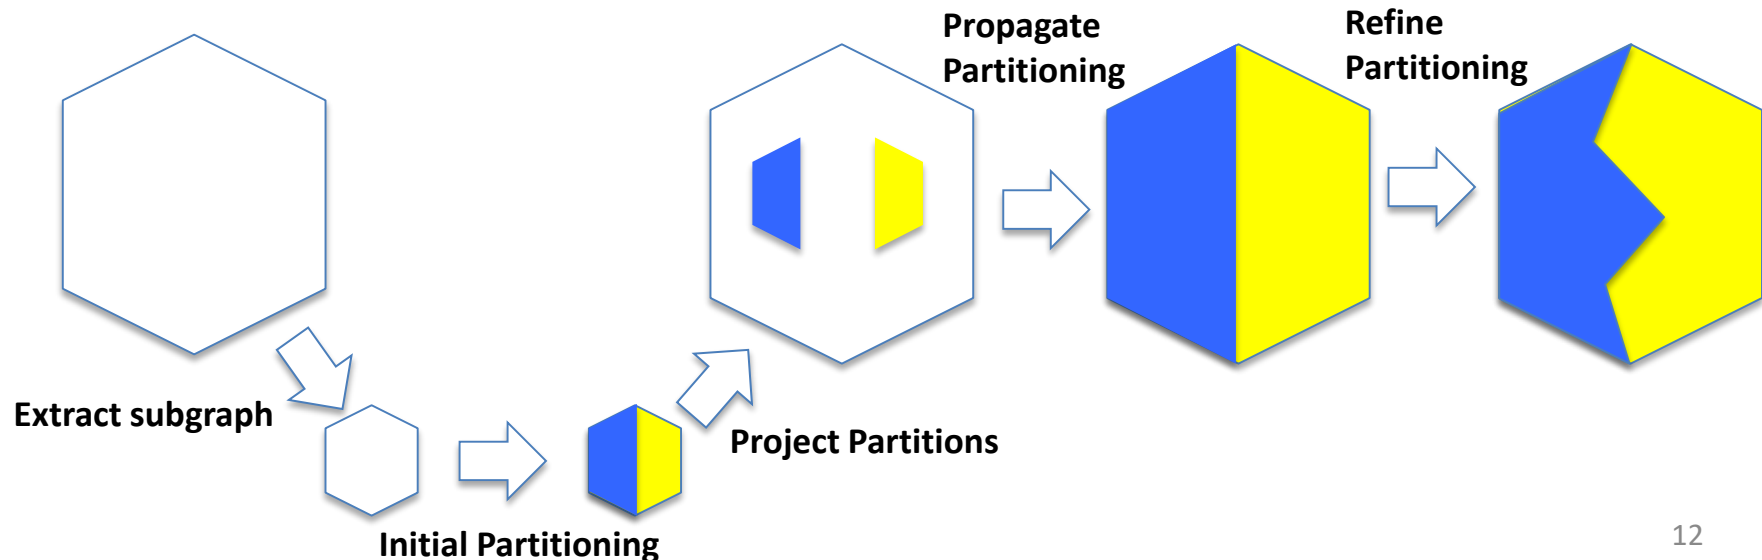 Extract subgraph
Initial Partitioning
Project Partitions
Propagate
Partitioning
Refine
Partitioning
12